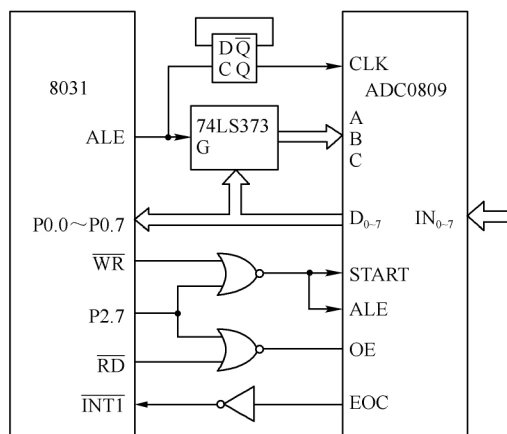 8031
ALE
P0.0～P0.7
W̅R̅
P2.7
R̅D̅
I̅N̅T̅1̅
D Q̅
C Q
74LS373
G
CLK
ADC0809
A
B
C
D₀₋₇
IN₀₋₇
START
ALE
OE
EOC